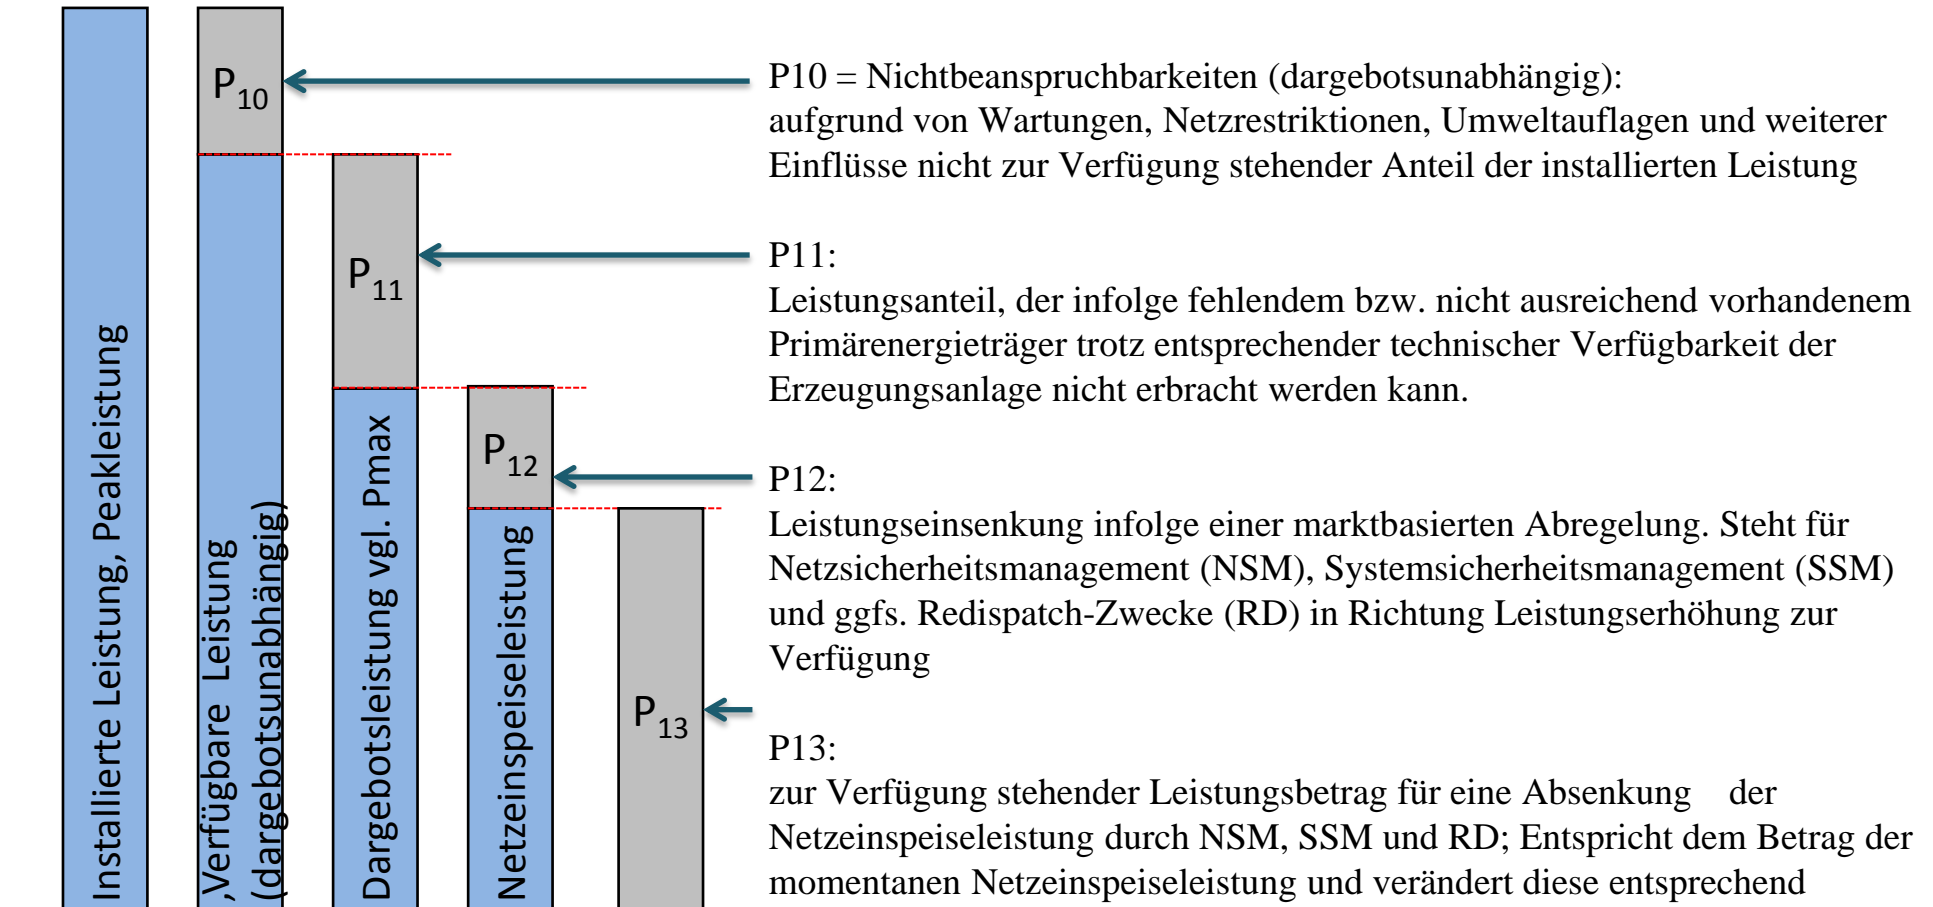 Installierte Leistung, Peakleistung
P10
‚Verfügbare Leistung
(dargebotsunabhängig)
P11
Dargebotsleistung vgl. Pmax
P12
Netzeinspeiseleistung
P13
P10 = Nichtbeanspruchbarkeiten (dargebotsunabhängig):
aufgrund von Wartungen, Netzrestriktionen, Umweltauflagen und weiterer
Einflüsse nicht zur Verfügung stehender Anteil der installierten Leistung
P11:
Leistungsanteil, der infolge fehlendem bzw. nicht ausreichend vorhandenem
Primärenergieträger trotz entsprechender technischer Verfügbarkeit der
Erzeugungsanlage nicht erbracht werden kann.
P12:
Leistungseinsenkung infolge einer marktbasierten Abregelung. Steht für
Netzsicherheitsmanagement (NSM), Systemsicherheitsmanagement (SSM)
und ggfs. Redispatch-Zwecke (RD) in Richtung Leistungserhöhung zur
Verfügung
P13:
zur Verfügung stehender Leistungsbetrag für eine Absenkung der
Netzeinspeiseleistung durch NSM, SSM und RD; Entspricht dem Betrag der
momentanen Netzeinspeiseleistung und verändert diese entsprechend